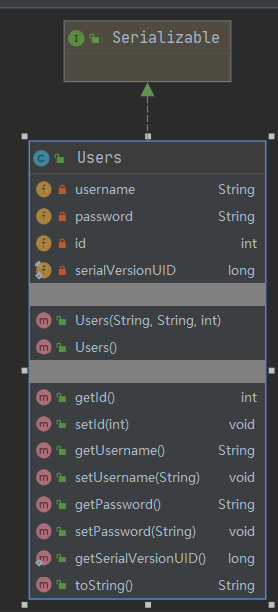 Serializable
Users
username String
password String
id int
serialVersionUID long
Users(String, String, int)
Users()
getId() int
setId(int) void
getUsername() String
setUsername(String) void
getPassword() String
setPassword(String) void
getSerialVersionUID() long
toString() String